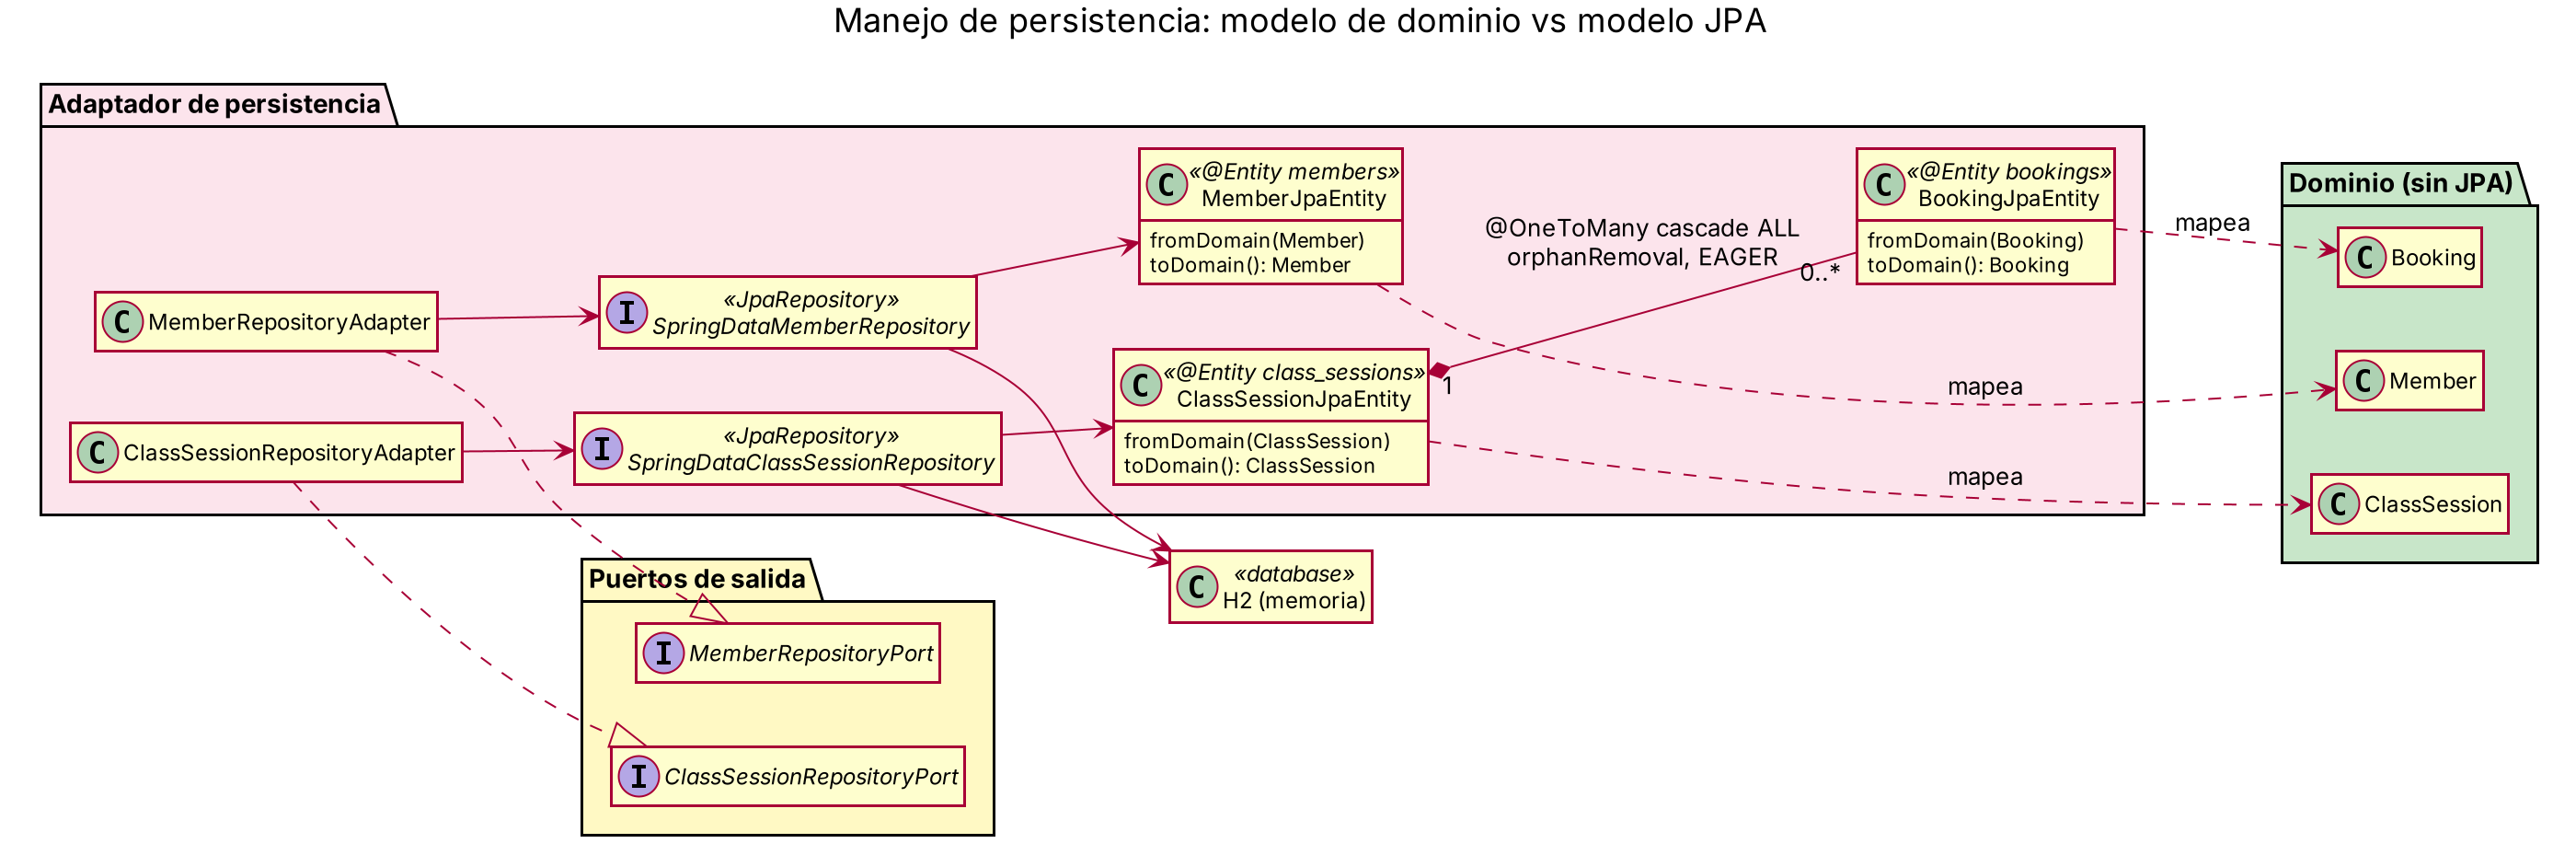 Manejo de persistencia: modelo de dominio vs modelo JPA
Adaptador de persistencia
C MemberRepositoryAdapter
C ClassSessionRepositoryAdapter
I «JpaRepository»
SpringDataMemberRepository
I «JpaRepository»
SpringDataClassSessionRepository
C «@Entity members»
MemberJpaEntity
fromDomain(Member)
toDomain(): Member
C «@Entity class_sessions»
ClassSessionJpaEntity
fromDomain(ClassSession)
toDomain(): ClassSession
@OneToMany cascade ALL
orphanRemoval, EAGER
0..*
1
C «@Entity bookings»
BookingJpaEntity
fromDomain(Booking)
toDomain(): Booking
mapea
mapea
mapea
Dominio (sin JPA)
C Booking
C Member
C ClassSession
Puertos de salida
I MemberRepositoryPort
I ClassSessionRepositoryPort
C «database»
H2 (memoria)